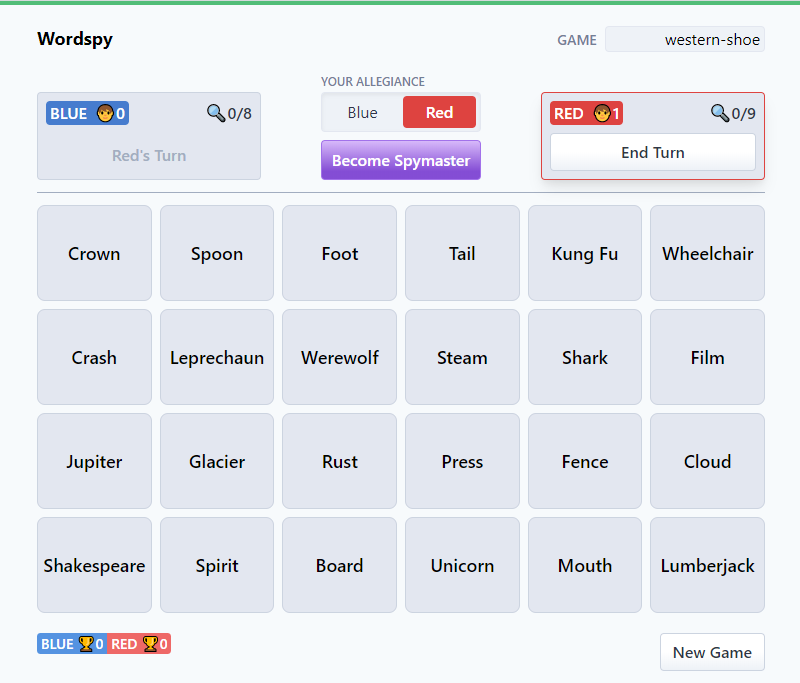 Wordspy
GAME western-shoe
BLUE 0 0/8
Red's Turn
YOUR ALLEGIANCE
Blue Red
Become Spymaster
RED 1 0/9
End Turn
Crown Spoon Foot Tail Kung Fu Wheelchair
Crash Leprechaun Werewolf Steam Shark Film
Jupiter Glacier Rust Press Fence Cloud
Shakespeare Spirit Board Unicorn Mouth Lumberjack
BLUE 0 RED 0
New Game